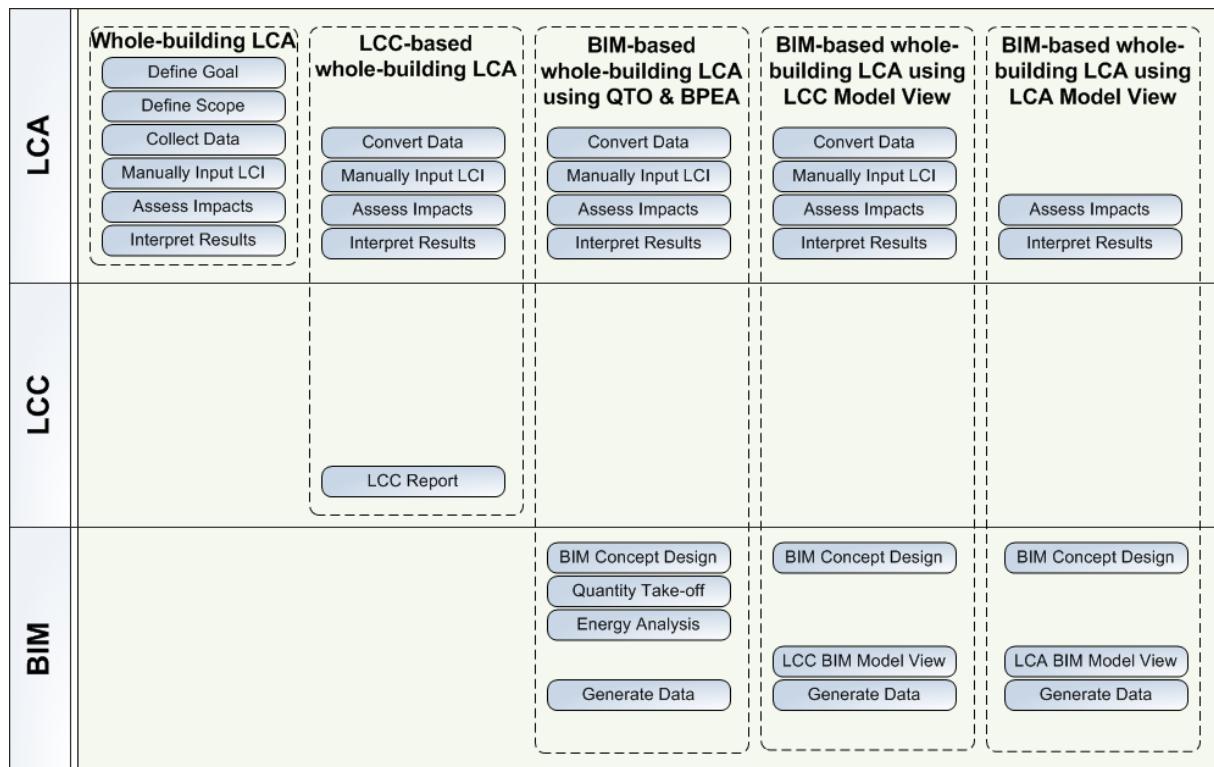 LCA
Whole-building LCA
Define Goal
Define Scope
Collect Data
Manually Input LCI
Assess Impacts
Interpret Results
LCC-based
whole-building LCA
Convert Data
Manually Input LCI
Assess Impacts
Interpret Results
BIM-based
whole-building LCA
using QTO & BPEA
Convert Data
Manually Input LCI
Assess Impacts
Interpret Results
BIM-based whole-
building LCA using
LCC Model View
Convert Data
Manually Input LCI
Assess Impacts
Interpret Results
BIM-based whole-
building LCA using
LCA Model View
Assess Impacts
Interpret Results
LCC
LCC Report
BIM
BIM Concept Design
Quantity Take-off
Energy Analysis
Generate Data
BIM Concept Design
LCC BIM Model View
Generate Data
BIM Concept Design
LCA BIM Model View
Generate Data